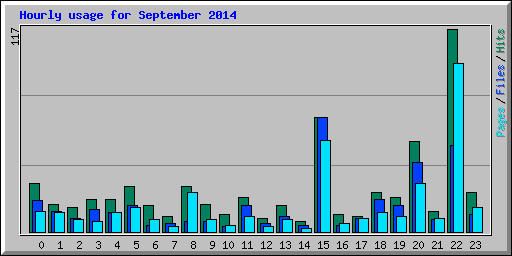 Hourly usage for September 2014
117
Pages / Files / Hits
0 1 2 3 4 5 6 7 8 9 10 11 12 13 14 15 16 17 18 19 20 21 22 23